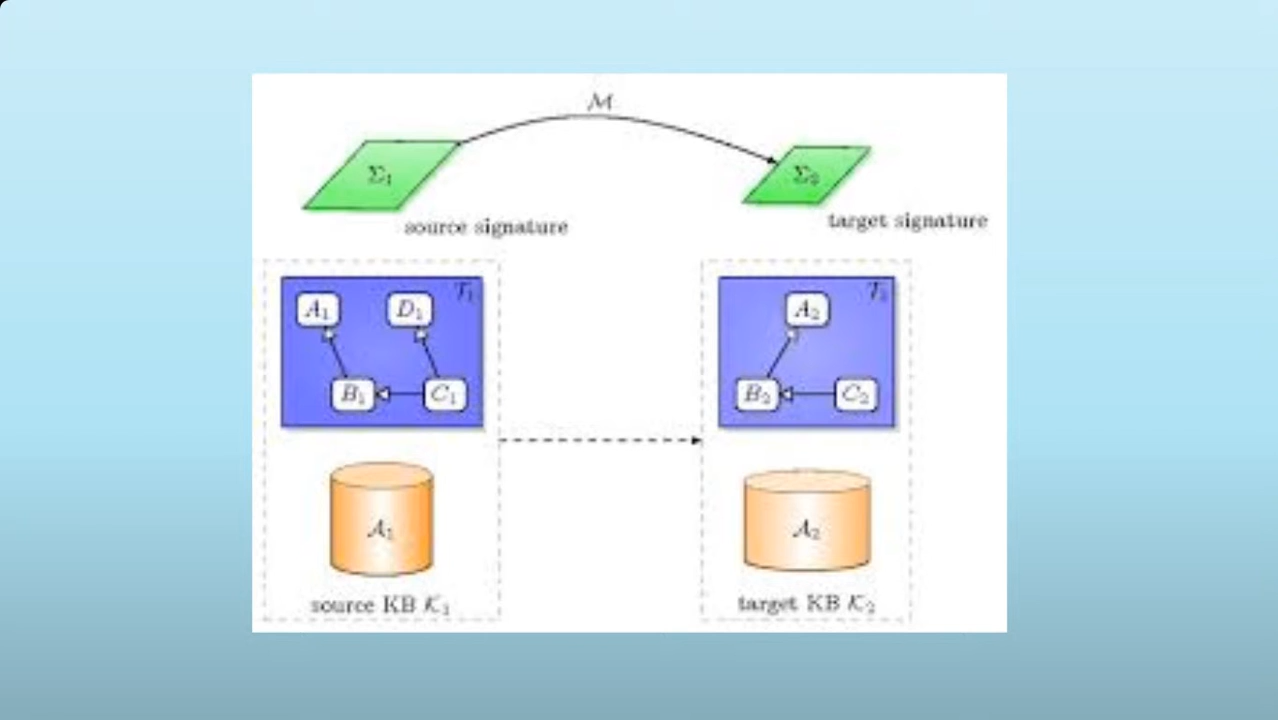 ℳ
Σ₁
Σ₂
source signature
target signature
𝒯₁
A₁
D₁
B₁
C₁
𝒯₂
A₂
B₂
C₂
𝒜₁
𝒜₂
source KB 𝒦₁
target KB 𝒦₂